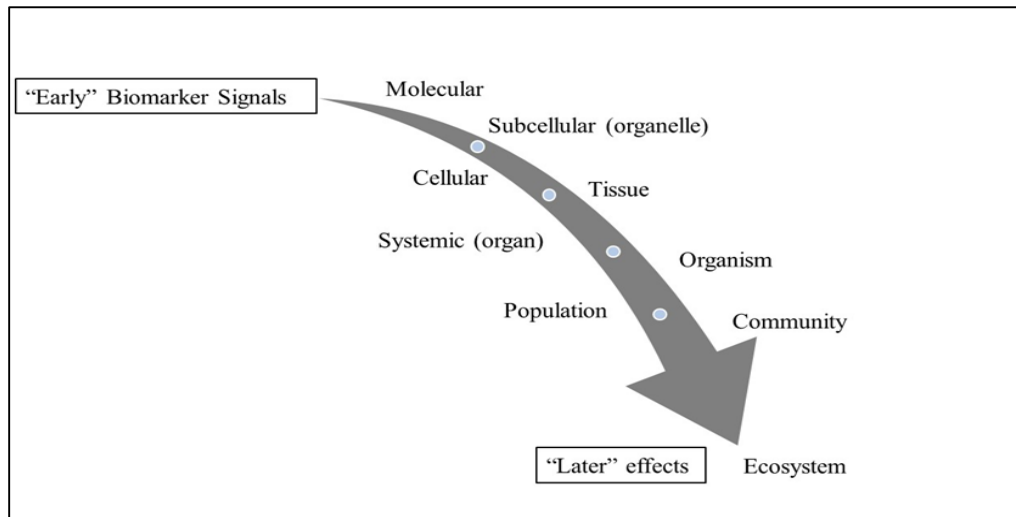 Molecular
“Early” Biomarker Signals
Subcellular (organelle)
Cellular
Tissue
Systemic (organ)
Organism
Population
Community
“Later” effects
Ecosystem